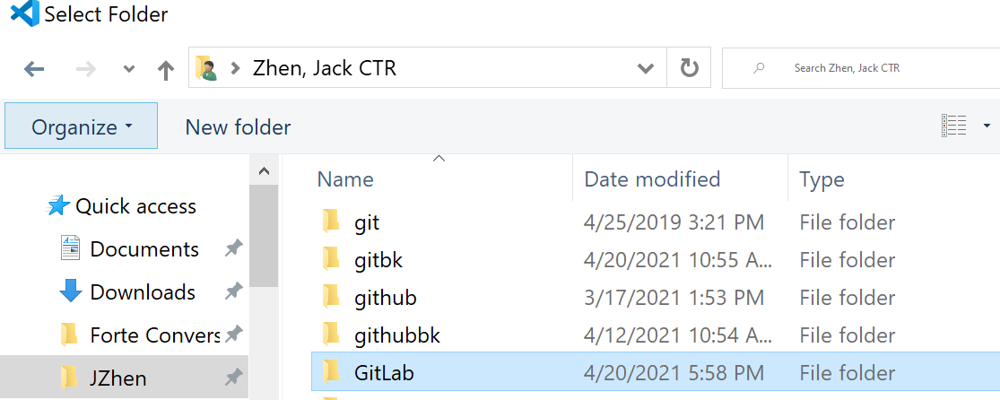 Select Folder
Zhen, Jack CTR
Search Zhen, Jack CTR
Organize
New folder
Name Date modified Type
Quick access
Documents
Downloads
Forte Convers
JZhen
git 4/25/2019 3:21 PM File folder
gitbk 4/20/2021 10:55 A... File folder
github 3/17/2021 1:53 PM File folder
githubbk 4/12/2021 10:54 A... File folder
GitLab 4/20/2021 5:58 PM File folder